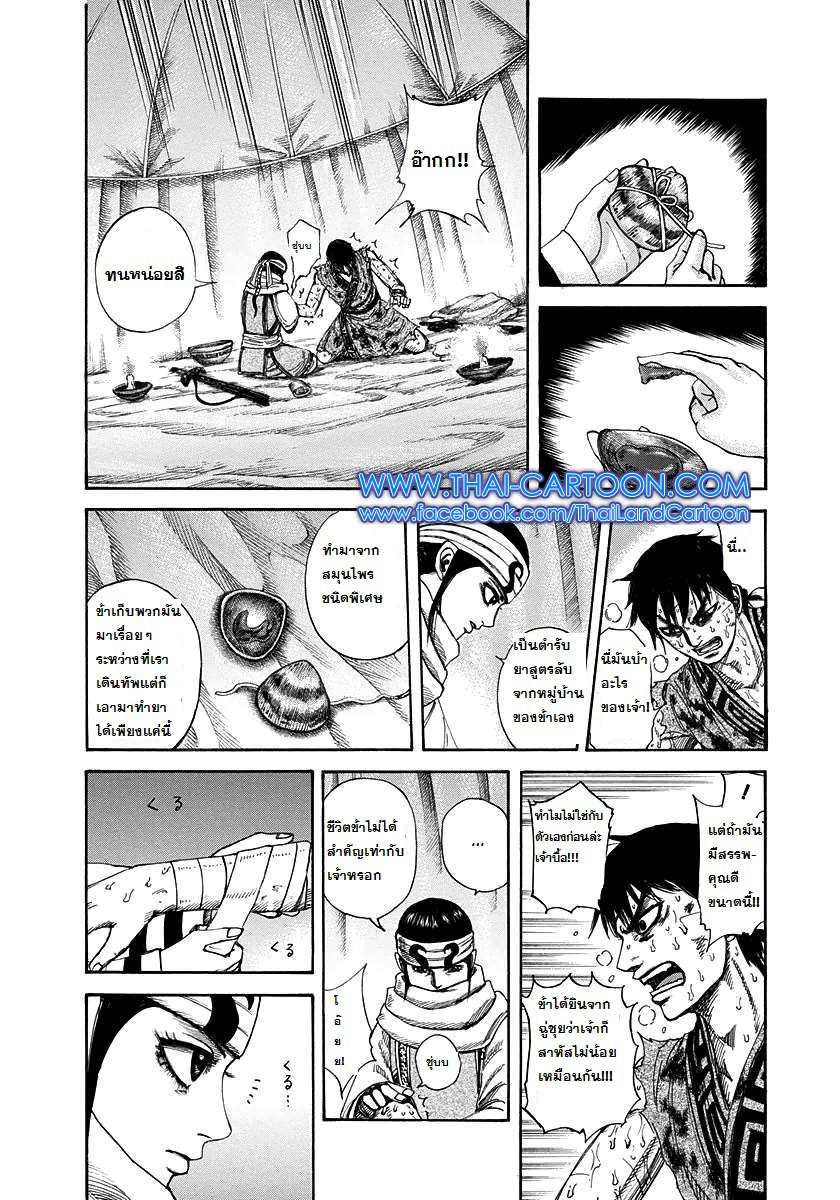 อ๊ากก!!
ซุ่บบ
ทนหน่อยสิ
WWW.THAI-CARTOON.COM
www.facebook.com/ThaiLandCartoon
นี่..
นี่มันบ้า
อะไร
ของเจ้า!
เป็นตำรับ
ยาสูตรลับ
จากหมู่บ้าน
ของข้าเอง
ทำมาจาก
สมุนไพร
ชนิดพิเศษ
ข้าเก็บพวกมัน
มาเรื่อยๆ
ระหว่างที่เรา
เดินทัพแต่ก็
เอามาทำยา
ได้เพียงแค่นี้
!
แต่ถ้ามัน
มีสรรพ-
คุณดี
ขนาดนี้!!
ทำไมไม่ใช่กับ
ตัวเองก่อนล่ะ
เจ้าบื้อ!!!
ข้าได้ยินจาก
ฉู่ซุยว่าเจ้าก็
สาหัสไม่น้อย
เหมือนกัน!!!
...
ชีวิตข้าไม่ได้
สำคัญเท่ากับ
เจ้าหรอก
โอ๊ยย!
ซุ่บบ
くる
くる
くる…